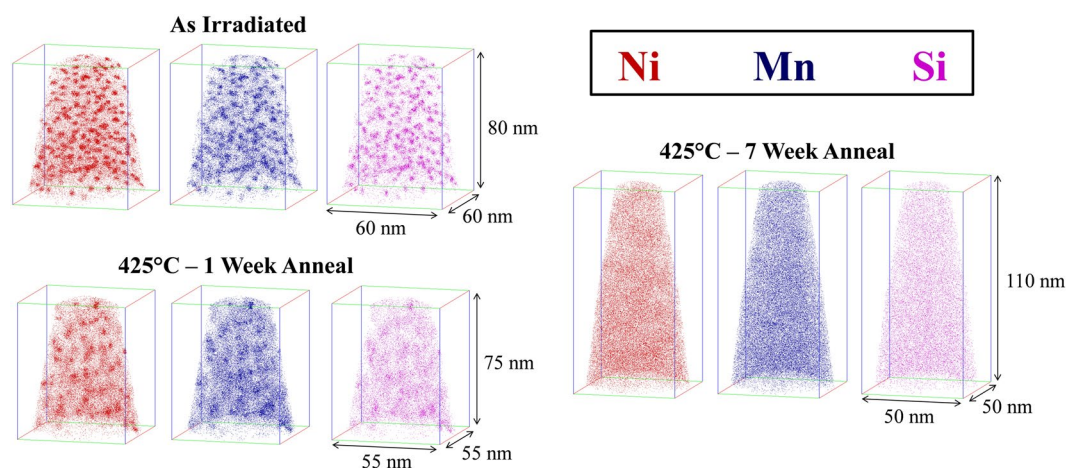 As Irradiated
80 nm
60 nm
60 nm
425°C – 1 Week Anneal
75 nm
55 nm
55 nm
Ni Mn Si
425°C – 7 Week Anneal
110 nm
50 nm
50 nm